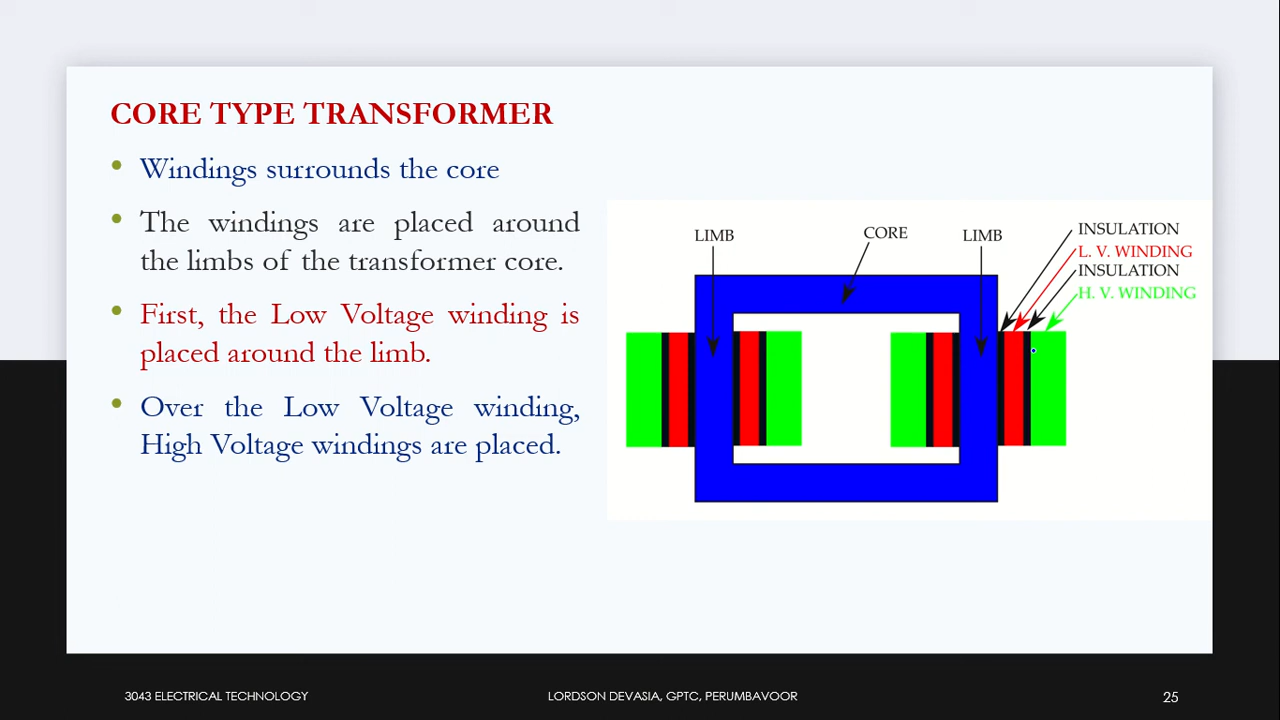 CORE TYPE TRANSFORMER
• Windings surrounds the core
• The windings are placed around
the limbs of the transformer core.
• First, the Low Voltage winding is
placed around the limb.
• Over the Low Voltage winding,
High Voltage windings are placed.
LIMB
CORE
LIMB
INSULATION
L. V. WINDING
INSULATION
H. V. WINDING
3043 ELECTRICAL TECHNOLOGY
LORDSON DEVASIA, GPTC, PERUMBAVOOR
25